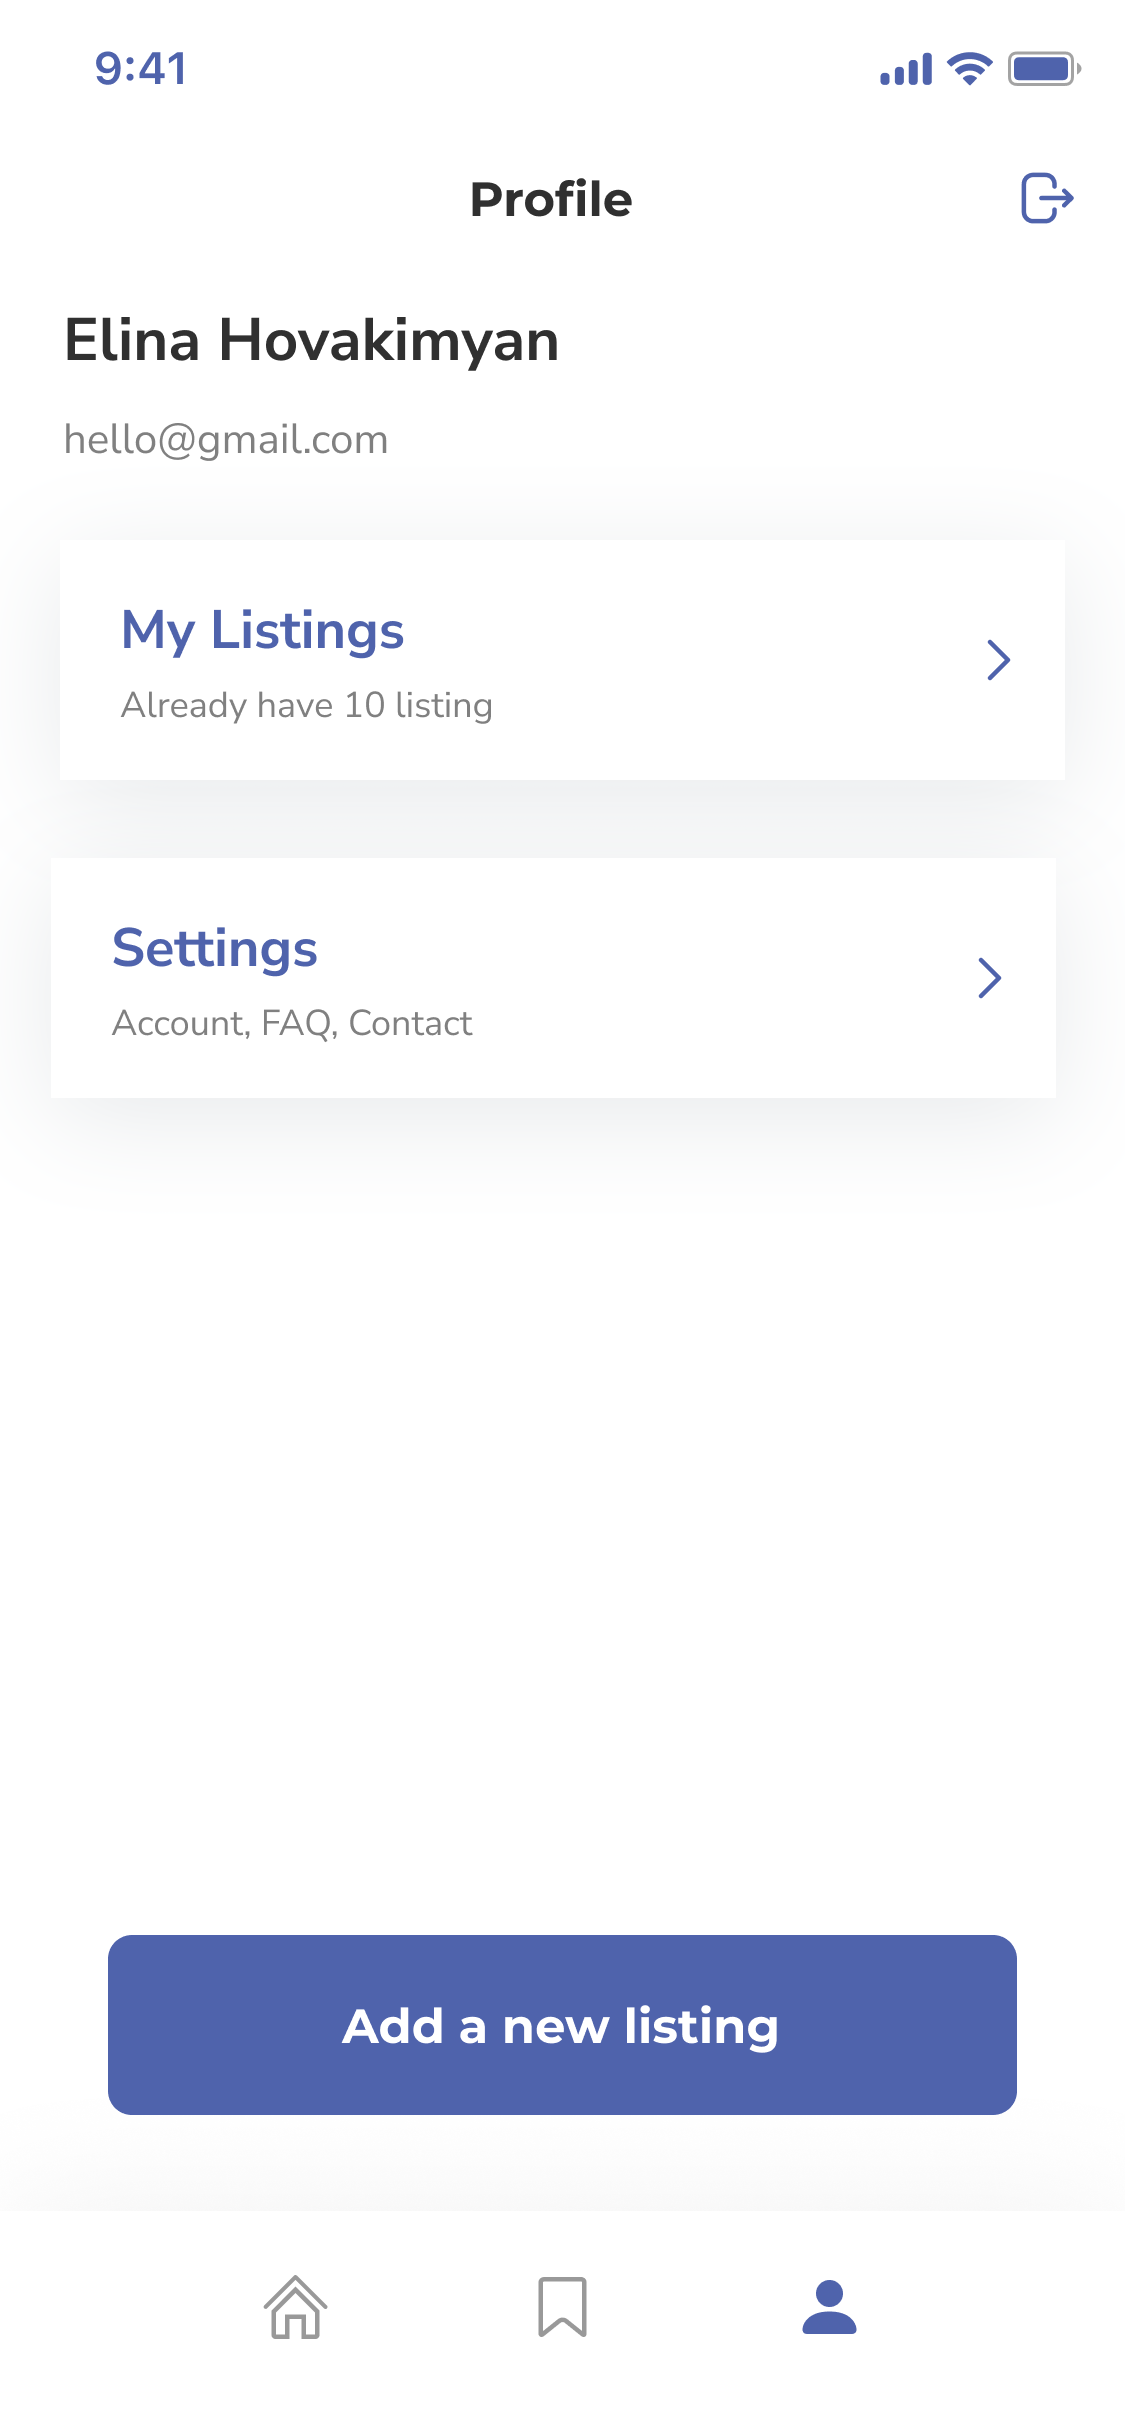 9:41
Profile
Elina Hovakimyan
hello@gmail.com
My Listings
Already have 10 listing
Settings
Account, FAQ, Contact
Add a new listing